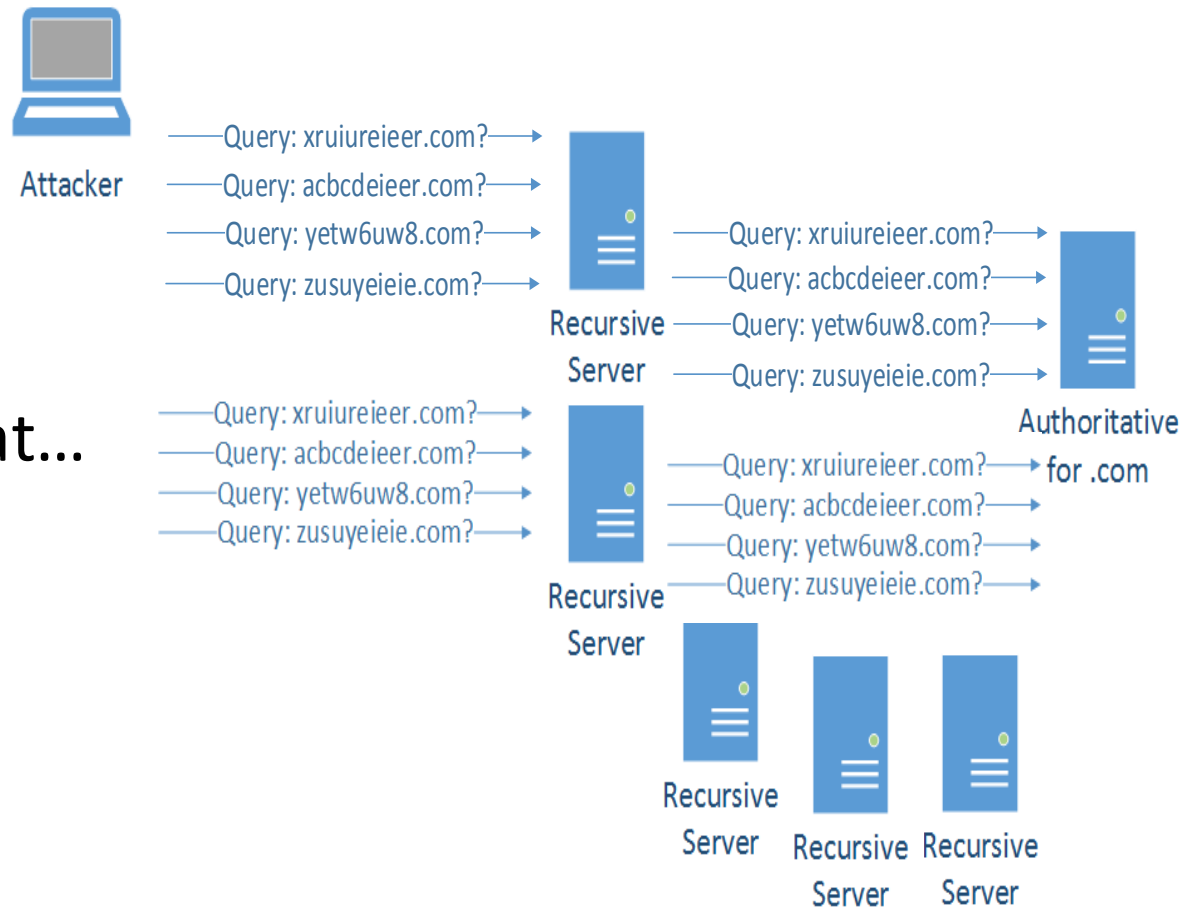 Attacker
Query: xruiureieer.com?
Query: acbcdeieer.com?
Query: yetw6uw8.com?
Query: zusuyeieie.com?
Recursive
Server
Query: xruiureieer.com?
Query: acbcdeieer.com?
Query: yetw6uw8.com?
Query: zusuyeieie.com?
Authoritative
for .com
Query: xruiureieer.com?
Query: acbcdeieer.com?
Query: yetw6uw8.com?
Query: zusuyeieie.com?
Recursive
Server
Query: xruiureieer.com?
Query: acbcdeieer.com?
Query: yetw6uw8.com?
Query: zusuyeieie.com?
Recursive
Server
Recursive
Server
Recursive
Server